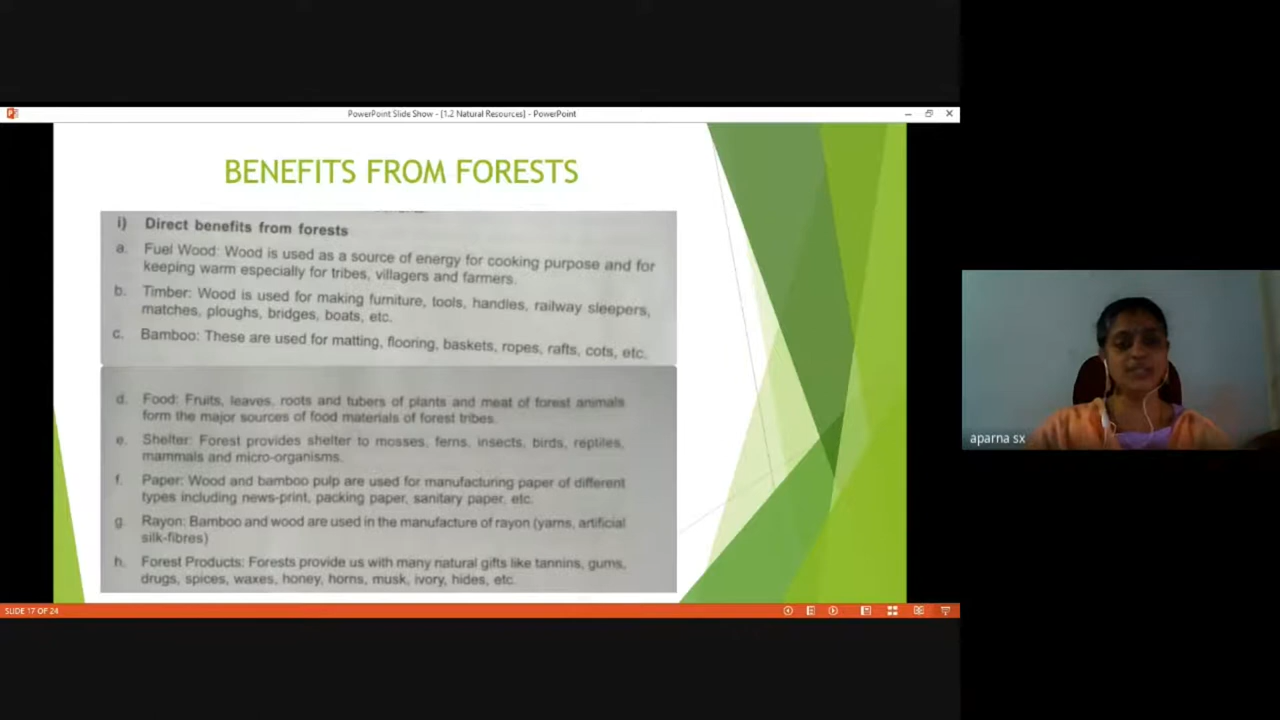 PowerPoint Slide Show - [1.2 Natural Resources] - PowerPoint
BENEFITS FROM FORESTS
i) Direct benefits from forests
a. Fuel Wood: Wood is used as a source of energy for cooking purpose and for
keeping warm especially for tribes, villagers and farmers.
b. Timber: Wood is used for making furniture, tools, handles, railway sleepers,
matches, ploughs, bridges, boats, etc.
c. Bamboo: These are used for matting, flooring, baskets, ropes, rafts, cots, etc.
d. Food: Fruits, leaves, roots and tubers of plants and meat of forest animals
form the major sources of food materials of forest tribes.
e. Shelter: Forest provides shelter to mosses, ferns, insects, birds, reptiles,
mammals and micro-organisms.
f. Paper: Wood and bamboo pulp are used for manufacturing paper of different
types including news-print, packing paper, sanitary paper, etc.
g. Rayon: Bamboo and wood are used in the manufacture of rayon (yarns, artificial
silk-fibres)
h. Forest Products: Forests provide us with many natural gifts like tannins, gums,
drugs, spices, waxes, honey, horns, musk, ivory, hides, etc.
aparna sx
SLIDE 17 OF 24